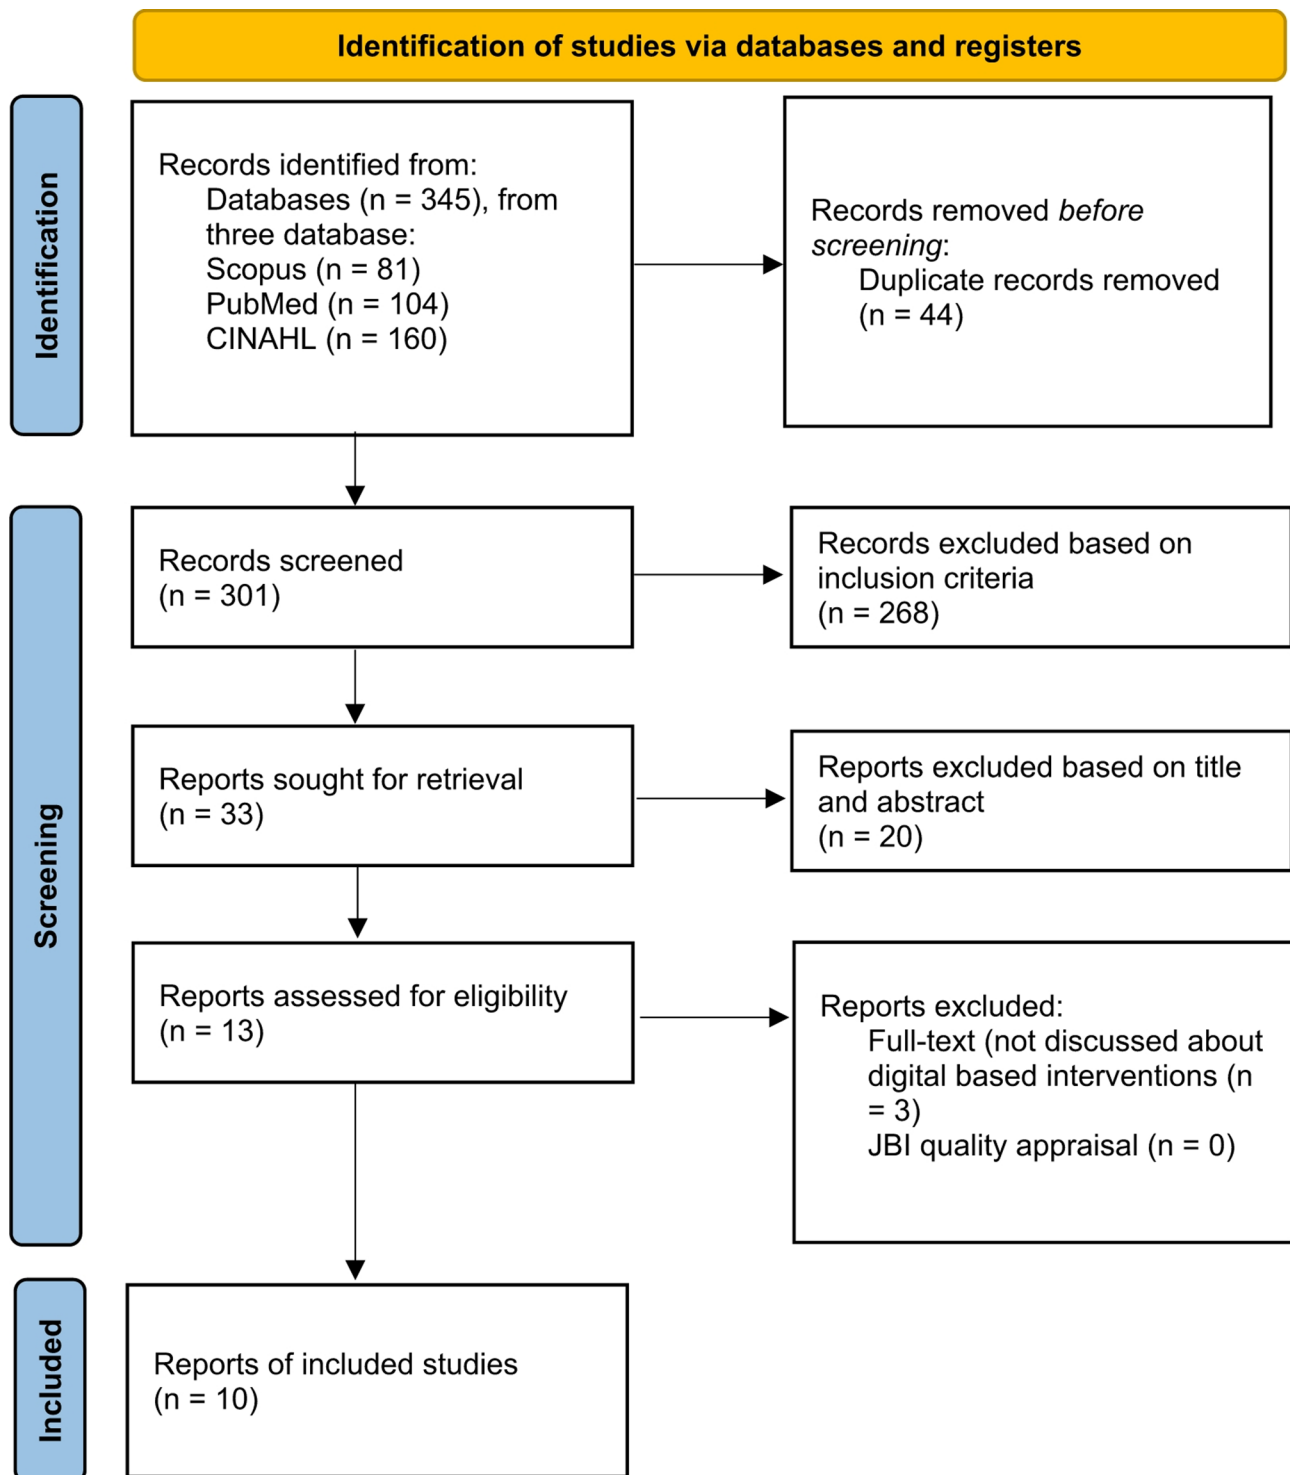 Identification of studies via databases and registers
Identification
Records identified from:
Databases (n = 345), from
three database:
Scopus (n = 81)
PubMed (n = 104)
CINAHL (n = 160)
Records removed before
screening:
Duplicate records removed
(n = 44)
Screening
Records screened
(n = 301)
Records excluded based on
inclusion criteria
(n = 268)
Reports sought for retrieval
(n = 33)
Reports excluded based on title
and abstract
(n = 20)
Reports assessed for eligibility
(n = 13)
Reports excluded:
Full-text (not discussed about
digital based interventions (n
= 3)
JBI quality appraisal (n = 0)
Included
Reports of included studies
(n = 10)